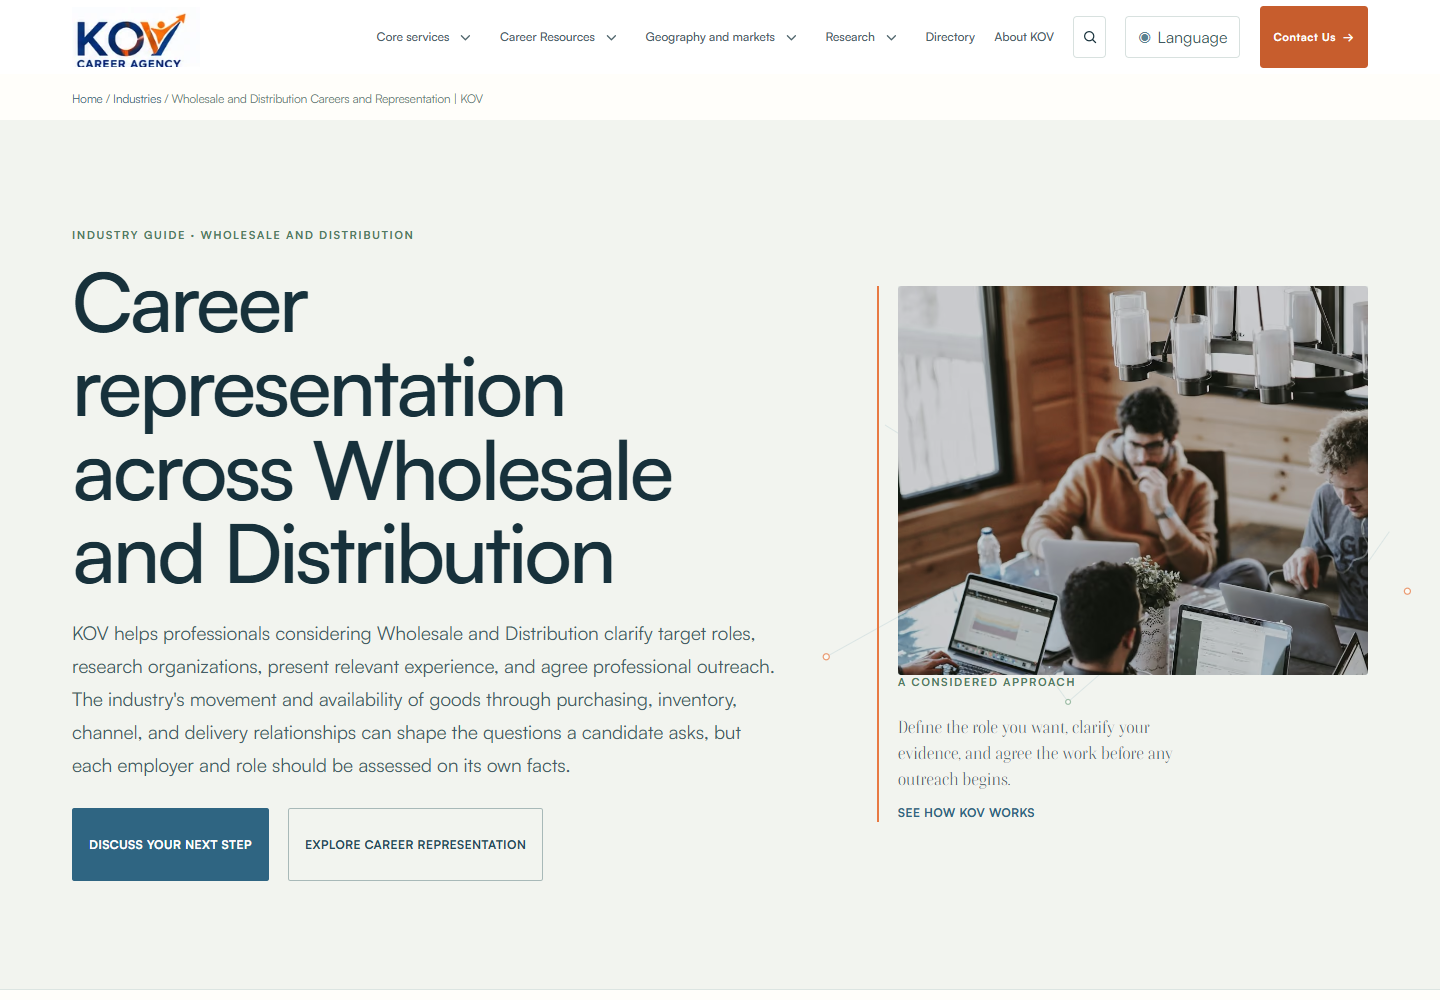 KOV
CAREER AGENCY
Core services
Career Resources
Geography and markets
Research
Directory
About KOV
Language
Contact Us →
Home / Industries / Wholesale and Distribution Careers and Representation | KOV
INDUSTRY GUIDE · WHOLESALE AND DISTRIBUTION
Career
representation
across Wholesale
and Distribution
KOV helps professionals considering Wholesale and Distribution clarify target roles,
research organizations, present relevant experience, and agree professional outreach.
The industry's movement and availability of goods through purchasing, inventory,
channel, and delivery relationships can shape the questions a candidate asks, but
each employer and role should be assessed on its own facts.
DISCUSS YOUR NEXT STEP
EXPLORE CAREER REPRESENTATION
A CONSIDERED APPROACH
Define the role you want, clarify your
evidence, and agree the work before any
outreach begins.
SEE HOW KOV WORKS